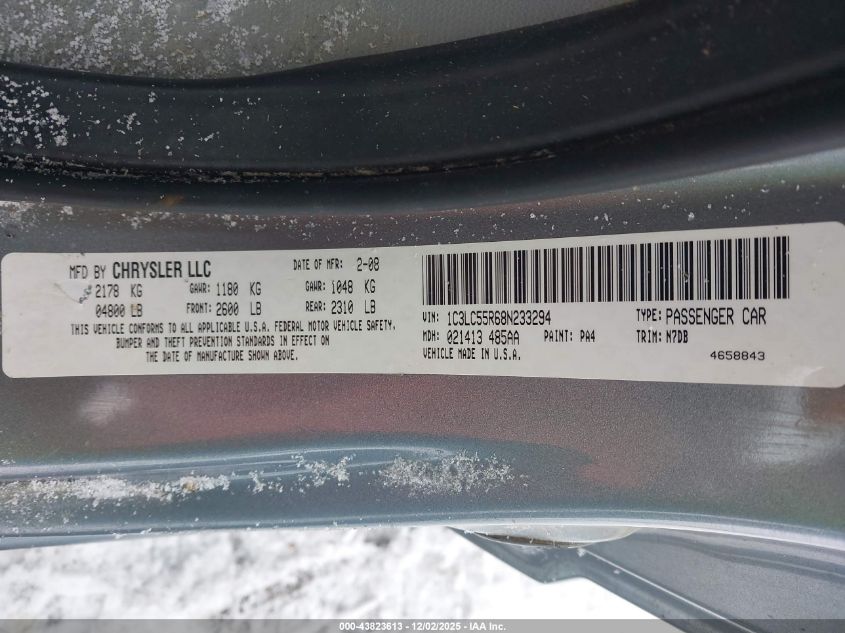 MFD BY CHRYSLER LLC DATE OF MFR: 2-08
2178 KG GAWR: 1180 KG GAWR: 1048 KG
04800 LB FRONT: 2600 LB REAR: 2310 LB
THIS VEHICLE CONFORMS TO ALL APPLICABLE U.S.A. FEDERAL MOTOR VEHICLE SAFETY,
BUMPER AND THEFT PREVENTION STANDARDS IN EFFECT ON
THE DATE OF MANUFACTURE SHOWN ABOVE.
VIN: 1C3LC55R68N233294 TYPE: PASSENGER CAR
MDH: 021413 485AA PAINT: PA4 TRIM: N7DB
VEHICLE MADE IN U.S.A. 4658843
000-43823613 - 12/02/2025 - © IAA Inc.